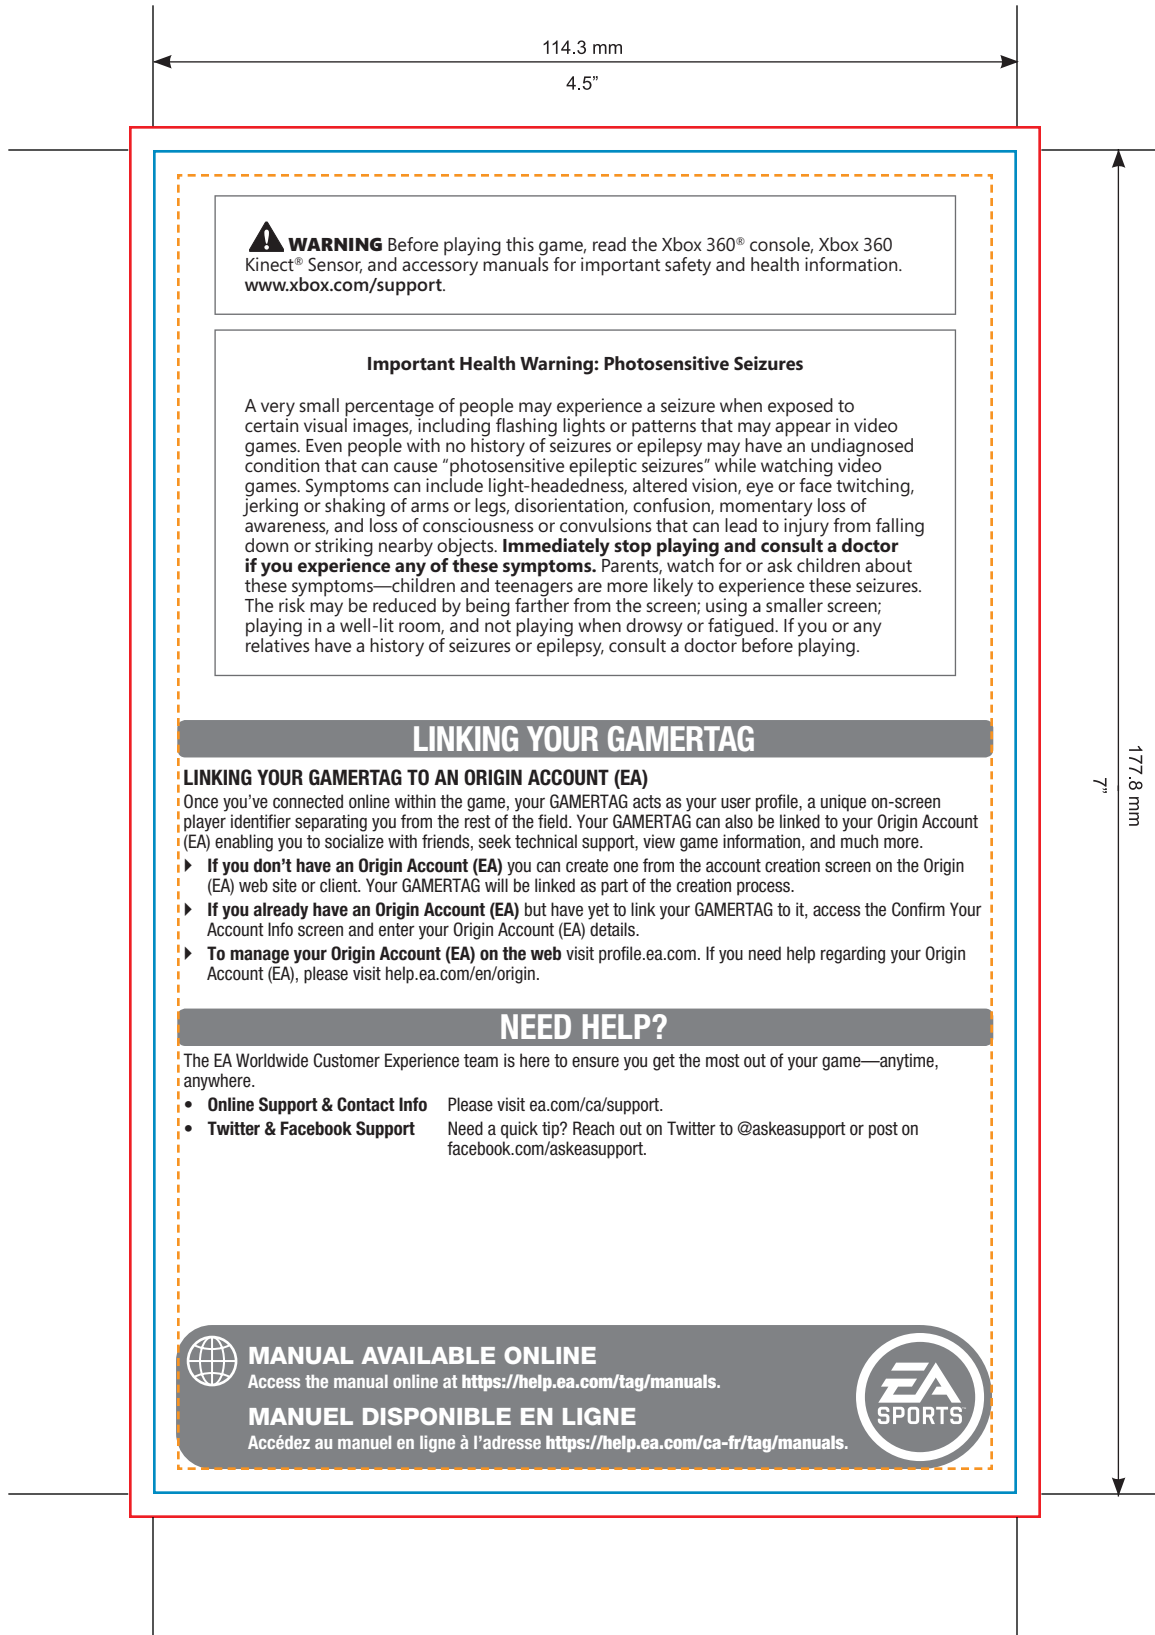 114.3 mm
4.5”
WARNING Before playing this game, read the Xbox 360® console, Xbox 360
Kinect® Sensor, and accessory manuals for important safety and health information.
www.xbox.com/support.
Important Health Warning: Photosensitive Seizures
A very small percentage of people may experience a seizure when exposed to
certain visual images, including flashing lights or patterns that may appear in video
games. Even people with no history of seizures or epilepsy may have an undiagnosed
condition that can cause “photosensitive epileptic seizures” while watching video
games. Symptoms can include light-headedness, altered vision, eye or face twitching,
jerking or shaking of arms or legs, disorientation, confusion, momentary loss of
awareness, and loss of consciousness or convulsions that can lead to injury from falling
down or striking nearby objects. Immediately stop playing and consult a doctor
if you experience any of these symptoms. Parents, watch for or ask children about
these symptoms—children and teenagers are more likely to experience these seizures.
The risk may be reduced by being farther from the screen; using a smaller screen;
playing in a well-lit room, and not playing when drowsy or fatigued. If you or any
relatives have a history of seizures or epilepsy, consult a doctor before playing.
LINKING YOUR GAMERTAG
LINKING YOUR GAMERTAG TO AN ORIGIN ACCOUNT (EA)
Once you’ve connected online within the game, your GAMERTAG acts as your user profile, a unique on-screen
player identifier separating you from the rest of the field. Your GAMERTAG can also be linked to your Origin Account
(EA) enabling you to socialize with friends, seek technical support, view game information, and much more.
If you don’t have an Origin Account (EA) you can create one from the account creation screen on the Origin
(EA) web site or client. Your GAMERTAG will be linked as part of the creation process.
If you already have an Origin Account (EA) but have yet to link your GAMERTAG to it, access the Confirm Your
Account Info screen and enter your Origin Account (EA) details.
To manage your Origin Account (EA) on the web visit profile.ea.com. If you need help regarding your Origin
Account (EA), please visit help.ea.com/en/origin.
177.8 mm
7”
NEED HELP?
The EA Worldwide Customer Experience team is here to ensure you get the most out of your game—anytime,
anywhere.
• Online Support & Contact Info Please visit ea.com/ca/support.
• Twitter & Facebook Support Need a quick tip? Reach out on Twitter to @askeasupport or post on
facebook.com/askeasupport.
MANUAL AVAILABLE ONLINE
Access the manual online at https://help.ea.com/tag/manuals.
MANUEL DISPONIBLE EN LIGNE
Accédez au manuel en ligne à l’adresse https://help.ea.com/ca-fr/tag/manuals.
EA
SPORTS